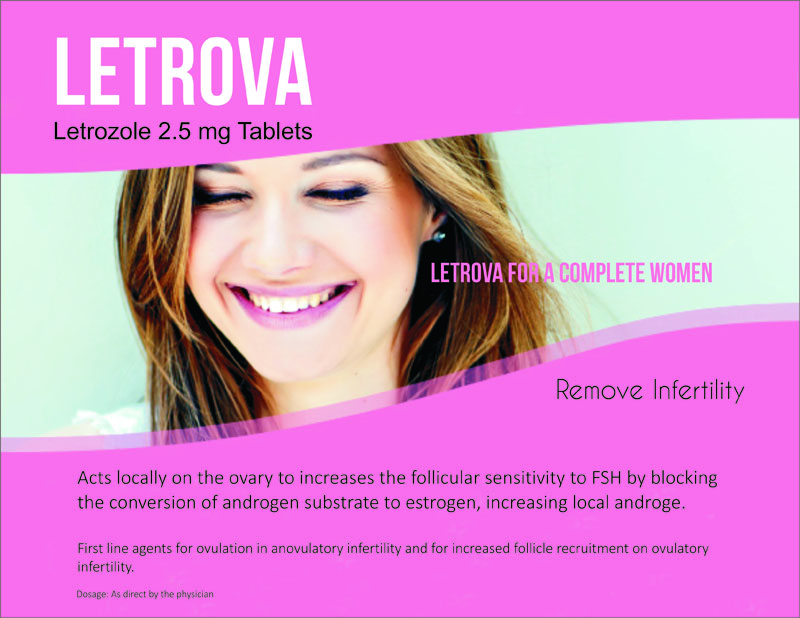 LETROVA
Letrozole 2.5 mg Tablets
LETROVA FOR A COMPLETE WOMEN
Remove Infertility
Acts locally on the ovary to increases the follicular sensitivity to FSH by blocking
the conversion of androgen substrate to estrogen, increasing local androge.
First line agents for ovulation in anovulatory infertility and for increased follicle recruitment on ovulatory
infertility.
Dosage: As direct by the physician